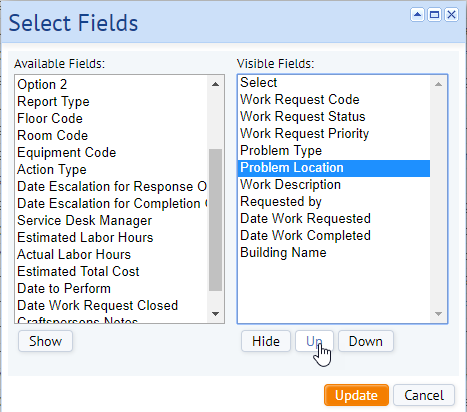 Select Fields
Available Fields:
Option 2
Report Type
Floor Code
Room Code
Equipment Code
Action Type
Date Escalation for Response O
Date Escalation for Completion
Service Desk Manager
Estimated Labor Hours
Actual Labor Hours
Estimated Total Cost
Date to Perform
Date Work Request Closed
Craftspersons Notes
Show
Visible Fields:
Select
Work Request Code
Work Request Status
Work Request Priority
Problem Type
Problem Location
Work Description
Requested by
Date Work Requested
Date Work Completed
Building Name
Hide
Up
Down
Update
Cancel